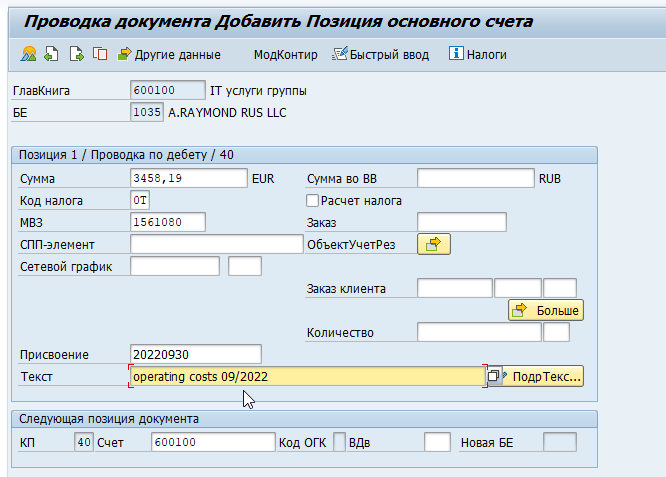 Проводка документа Добавить Позиция основного счета
Другие данные МодКонтир Быстрый ввод Налоги
ГлавКнига 600100 IT услуги группы
БЕ 1035 A.RAYMOND RUS LLC
Позиция 1 / Проводка по дебету / 40
Сумма 3458,19 EUR Сумма во ВВ RUB
Код налога 0T Расчет налога
МВЗ 1561080 Заказ
СПП-элемент ОбъектУчетРез
Сетевой график
Заказ клиента
Больше
Количество
Присвоение 20220930
Текст operating costs 09/2022 ПодрТекс...
Следующая позиция документа
КП 40 Счет 600100 Код ОГК ВДв Новая БЕ